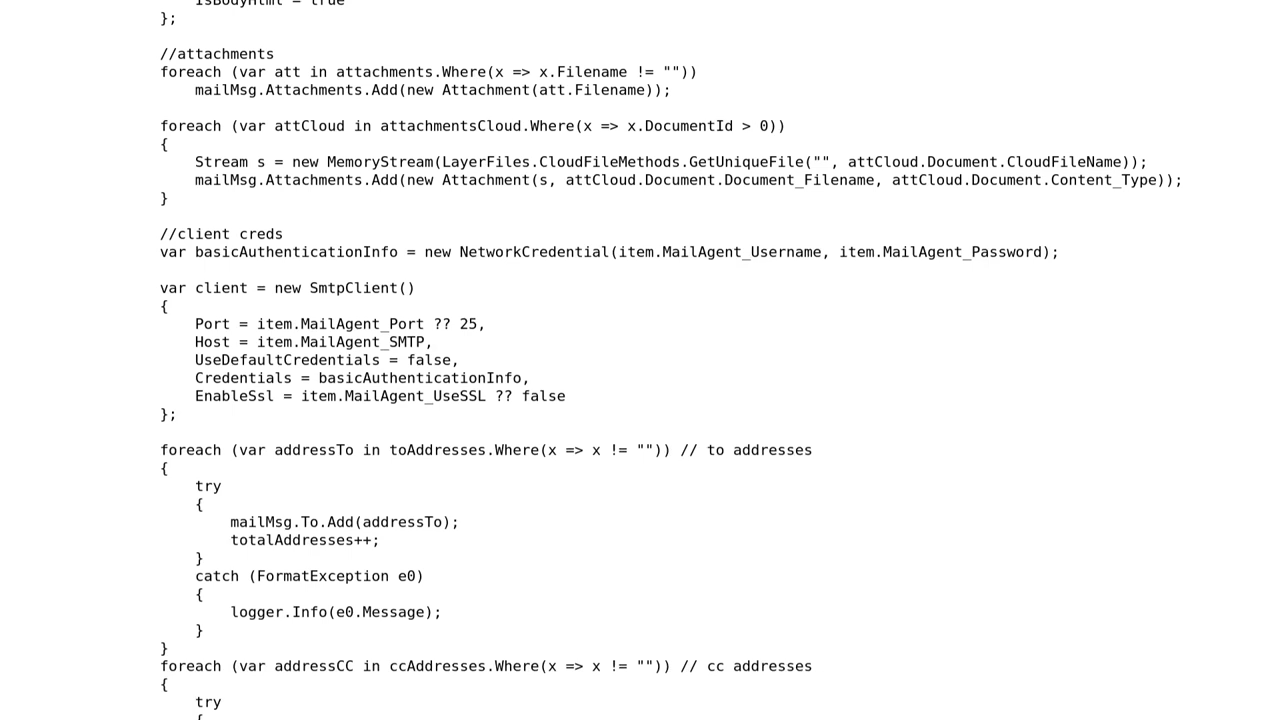 IsBodyHtml = true
};
//attachments
foreach (var att in attachments.Where(x => x.Filename != ""))
mailMsg.Attachments.Add(new Attachment(att.Filename));
foreach (var attCloud in attachmentsCloud.Where(x => x.DocumentId > 0))
{
Stream s = new MemoryStream(LayerFiles.CloudFileMethods.GetUniqueFile("", attCloud.Document.CloudFileName));
mailMsg.Attachments.Add(new Attachment(s, attCloud.Document.Document_Filename, attCloud.Document.Content_Type));
}
//client creds
var basicAuthenticationInfo = new NetworkCredential(item.MailAgent_Username, item.MailAgent_Password);
var client = new SmtpClient()
{
Port = item.MailAgent_Port ?? 25,
Host = item.MailAgent_SMTP,
UseDefaultCredentials = false,
Credentials = basicAuthenticationInfo,
EnableSsl = item.MailAgent_UseSSL ?? false
};
foreach (var addressTo in toAddresses.Where(x => x != "")) // to addresses
{
try
{
mailMsg.To.Add(addressTo);
totalAddresses++;
}
catch (FormatException e0)
{
logger.Info(e0.Message);
}
}
foreach (var addressCC in ccAddresses.Where(x => x != "")) // cc addresses
{
try
{